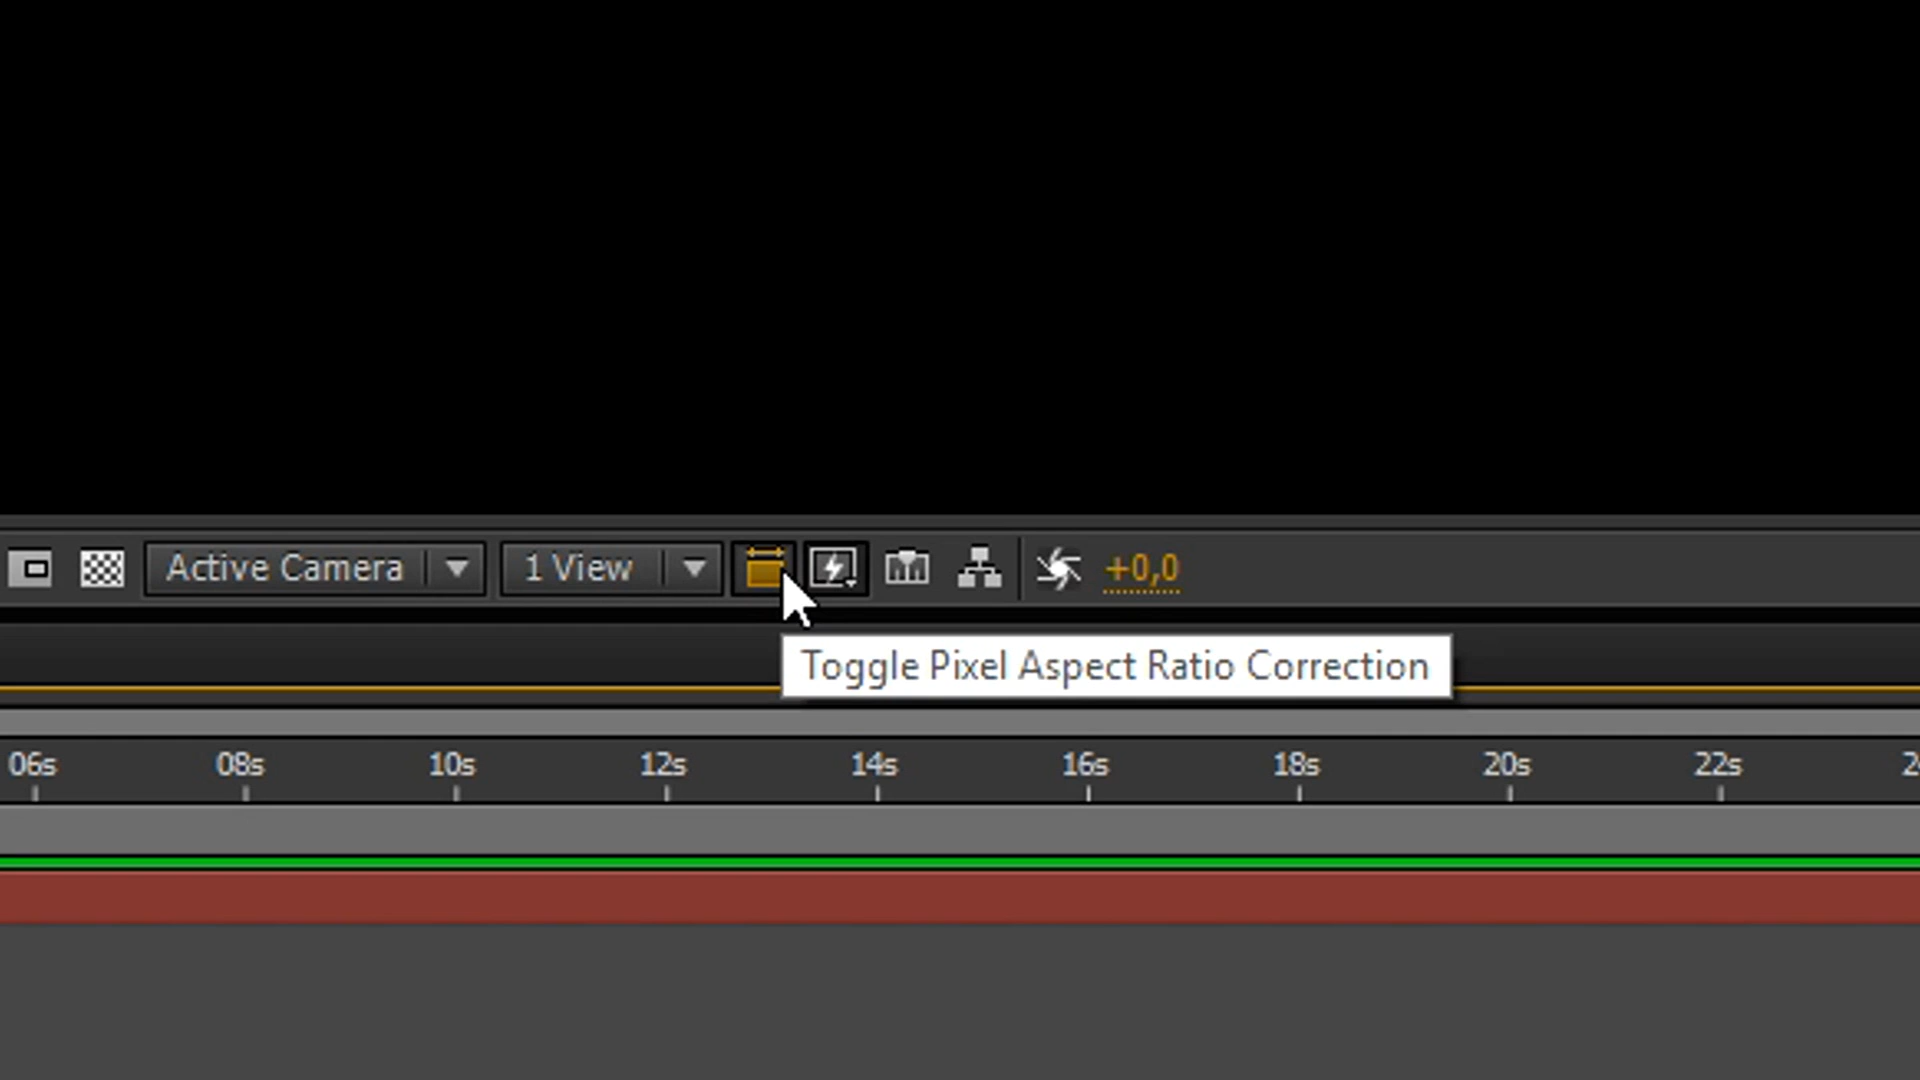 Active Camera
1 View
+0,0
Toggle Pixel Aspect Ratio Correction
06s 08s 10s 12s 14s 16s 18s 20s 22s